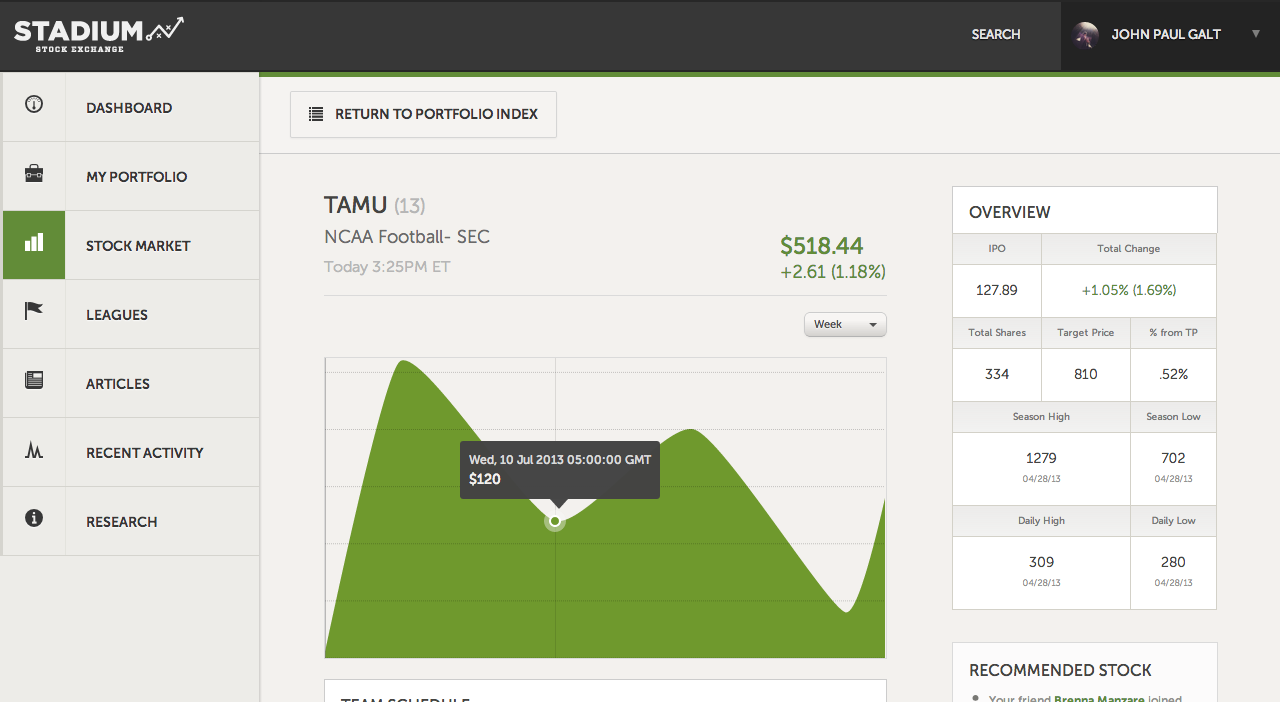 STADIUM
STOCK EXCHANGE
SEARCH
JOHN PAUL GALT
DASHBOARD
MY PORTFOLIO
STOCK MARKET
LEAGUES
ARTICLES
RECENT ACTIVITY
RESEARCH
RETURN TO PORTFOLIO INDEX
TAMU (13)
NCAA Football- SEC
Today 3:25PM ET
$518.44
+2.61 (1.18%)
Week
Wed, 10 Jul 2013 05:00:00 GMT
$120
TEAM SCHEDULE
OVERVIEW
IPO Total Change
127.89 +1.05% (1.69%)
Total Shares Target Price % from TP
334 810 .52%
Season High Season Low
1279 702
04/28/13 04/28/13
Daily High Daily Low
309 280
04/28/13 04/28/13
RECOMMENDED STOCK
Your friend Brenna Manzare joined